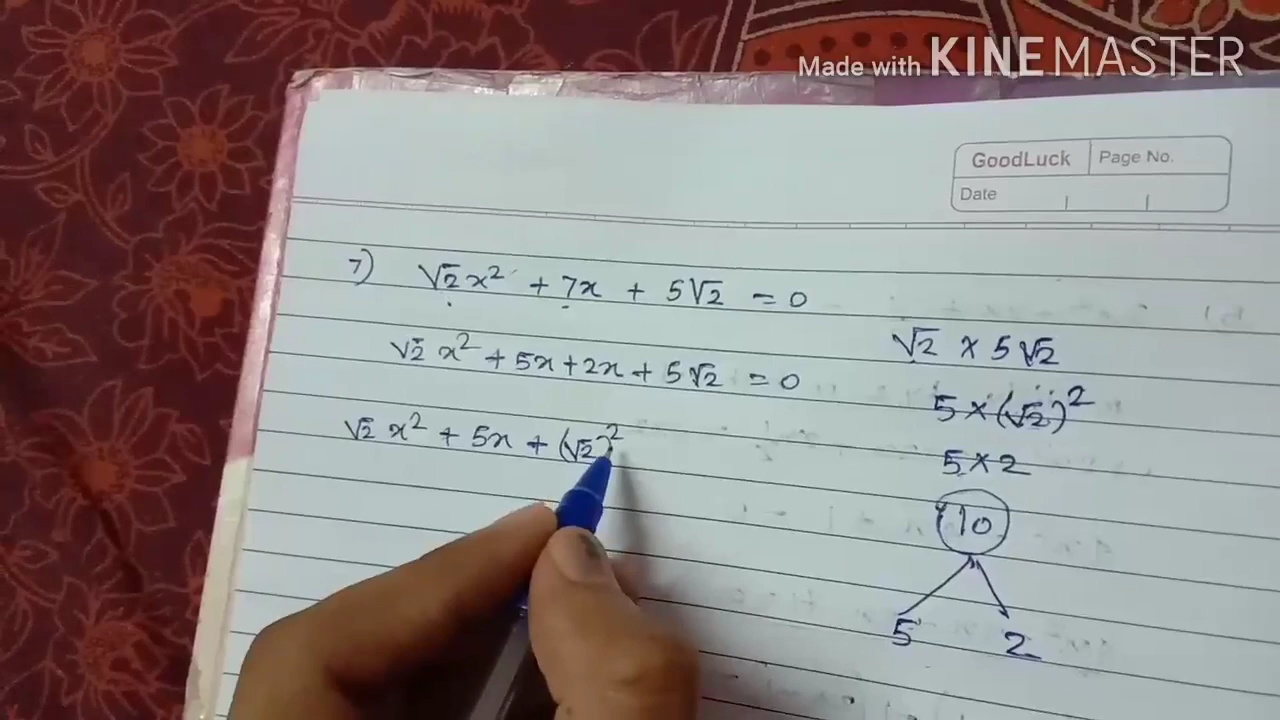 Made with KINEMASTER
GoodLuck Page No.
Date
7) √2 x² + 7x + 5√2 = 0
√2 x² + 5x + 2x + 5√2 = 0
√2 x² + 5x + (√2)²
√2 × 5√2
5 × (√2)²
5 × 2
10
5 2